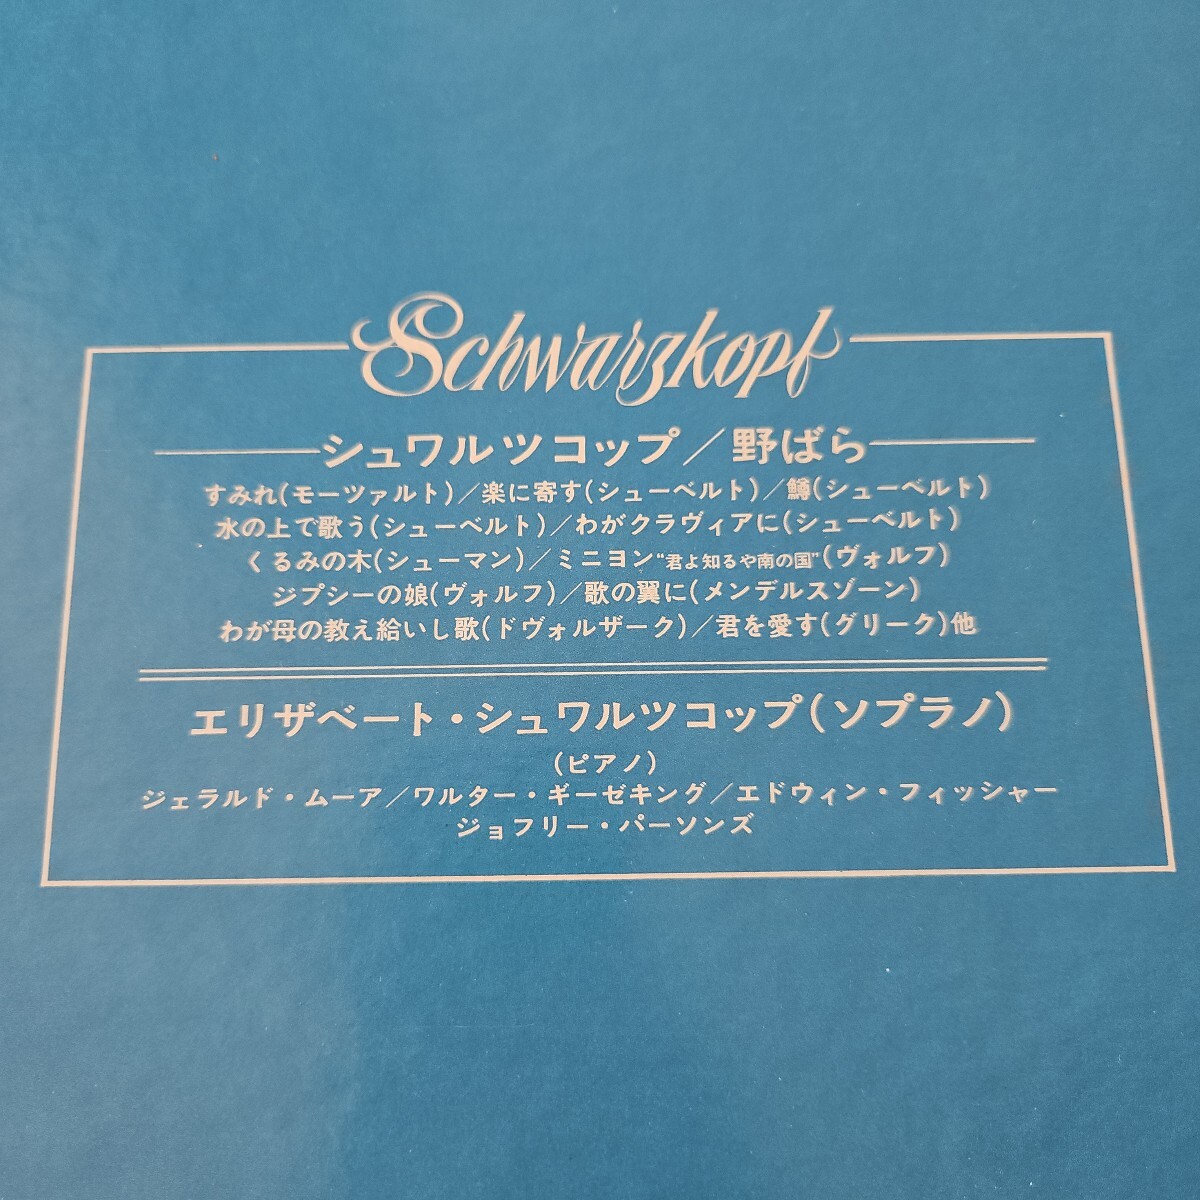 Schwarzkopf
シュワルツコップ/野ばら
すみれ(モーツァルト)/楽に寄す(シューベルト)/鱒(シューベルト)
水の上で歌う(シューベルト)/わがクラヴィアに(シューベルト)
くるみの木(シューマン)/ミニヨン“君よ知るや南の国”(ヴォルフ)
ジプシーの娘(ヴォルフ)/歌の翼に(メンデルスゾーン)
わが母の教え給いし歌(ドヴォルザーク)/君を愛す(グリーク)他
エリザベート・シュワルツコップ(ソプラノ)
(ピアノ)
ジェラルド・ムーア/ワルター・ギーゼキング/エドウィン・フィッシャー
ジョフリー・パーソンズ